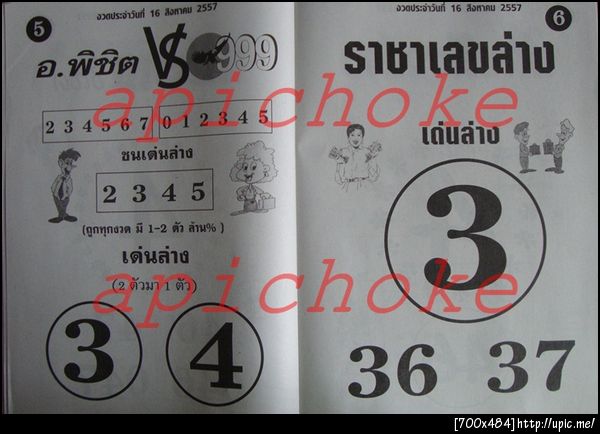 5
งวดประจำวันที่ 16 สิงหาคม 2557
อ.พิชิต VS 999
apichoke
2 3 4 5 6 7 0 1 2 3 4 5
ชนเด่นล่าง
2 3 4 5
(ถูกทุกงวด มี 1-2 ตัว ล้าน%)
เด่นล่าง
(2 ตัวมา 1 ตัว)
apichoke
3 4
งวดประจำวันที่ 16 สิงหาคม 2557
6
ราชาเลขล่าง
เด่นล่าง
3
36 37
[700x484]http://upic.me/